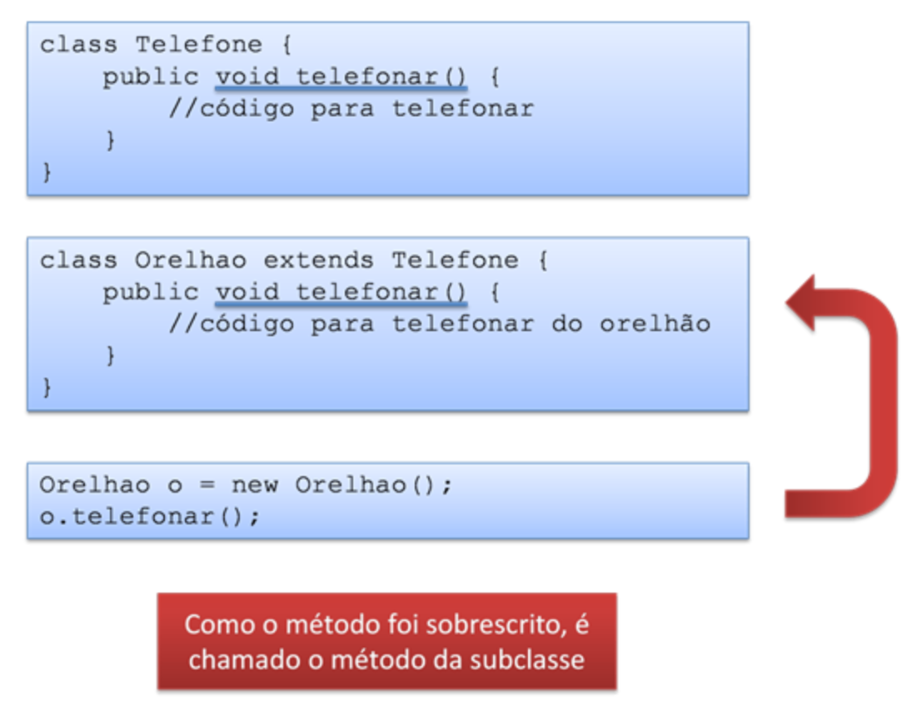 class Telefone {
    public void telefonar() {
        //código para telefonar
    }
}
class Orelhao extends Telefone {
    public void telefonar() {
        //código para telefonar do orelhão
    }
}
Orelhao o = new Orelhao();
o.telefonar();
Como o método foi sobrescrito, é
chamado o método da subclasse